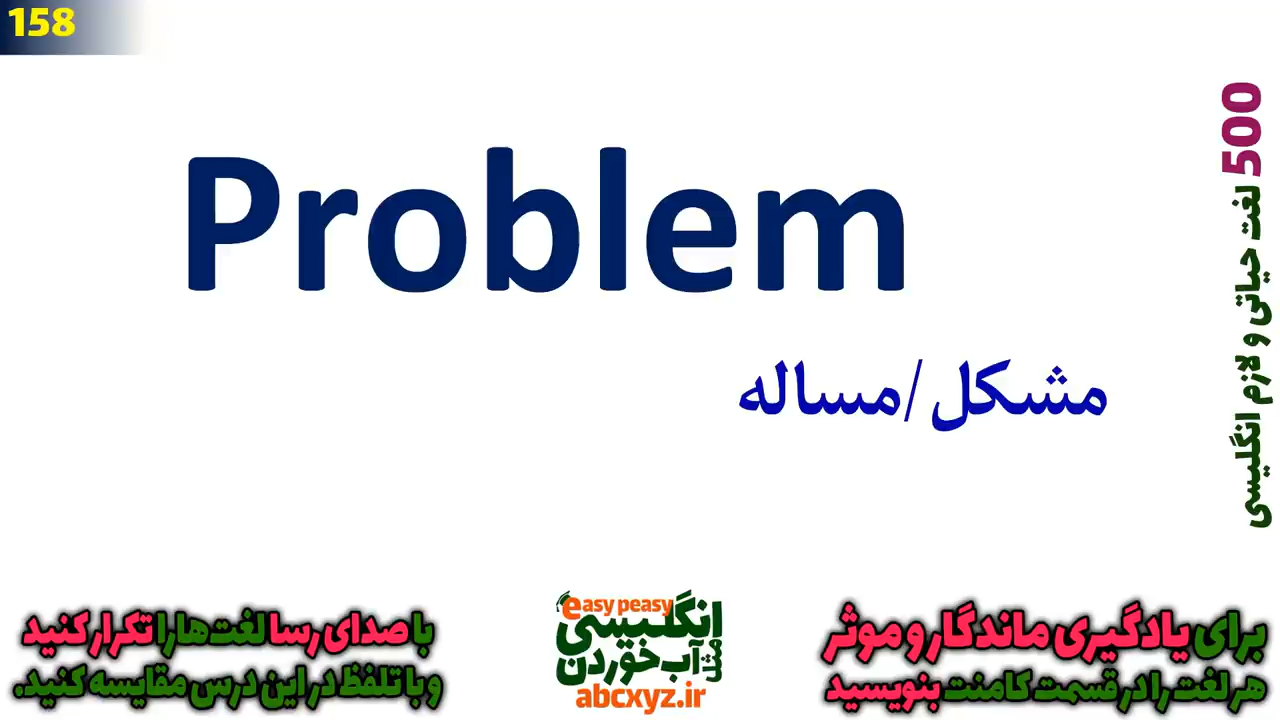 158
Problem
مشکل/مساله
500 لغت حیاتی و لازم انگلیسی
برای یادگیری ماندگار و موثر
هر لغت را در قسمت کامنت بنویسید
easy peasy
انگلیسی
مثل آب خوردن
abcxyz.ir
با صدای رسا لغت‌ها را تکرار کنید
و با تلفظ در این درس مقایسه کنید.